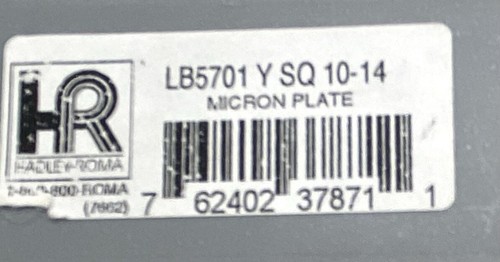 HR
HADLEY-ROMA
(7662)
LB5701 Y SQ 10-14
MICRON PLATE
7 62402 37871 1